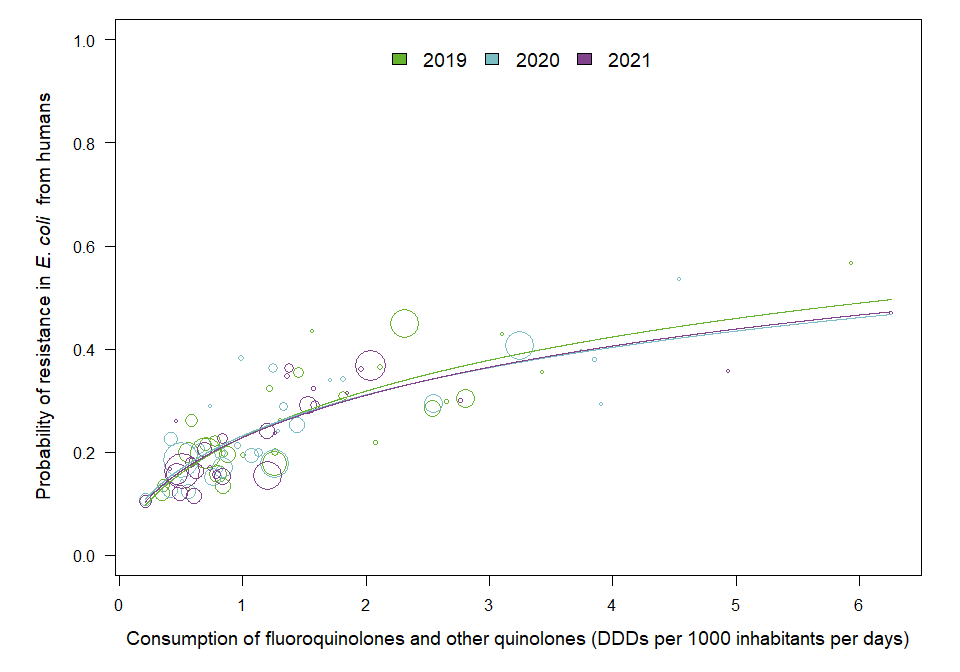 2019 2020 2021
1.0
0.8
0.6
0.4
0.2
0.0
Probability of resistance in E. coli from humans
0 1 2 3 4 5 6
Consumption of fluoroquinolones and other quinolones (DDDs per 1000 inhabitants per days)